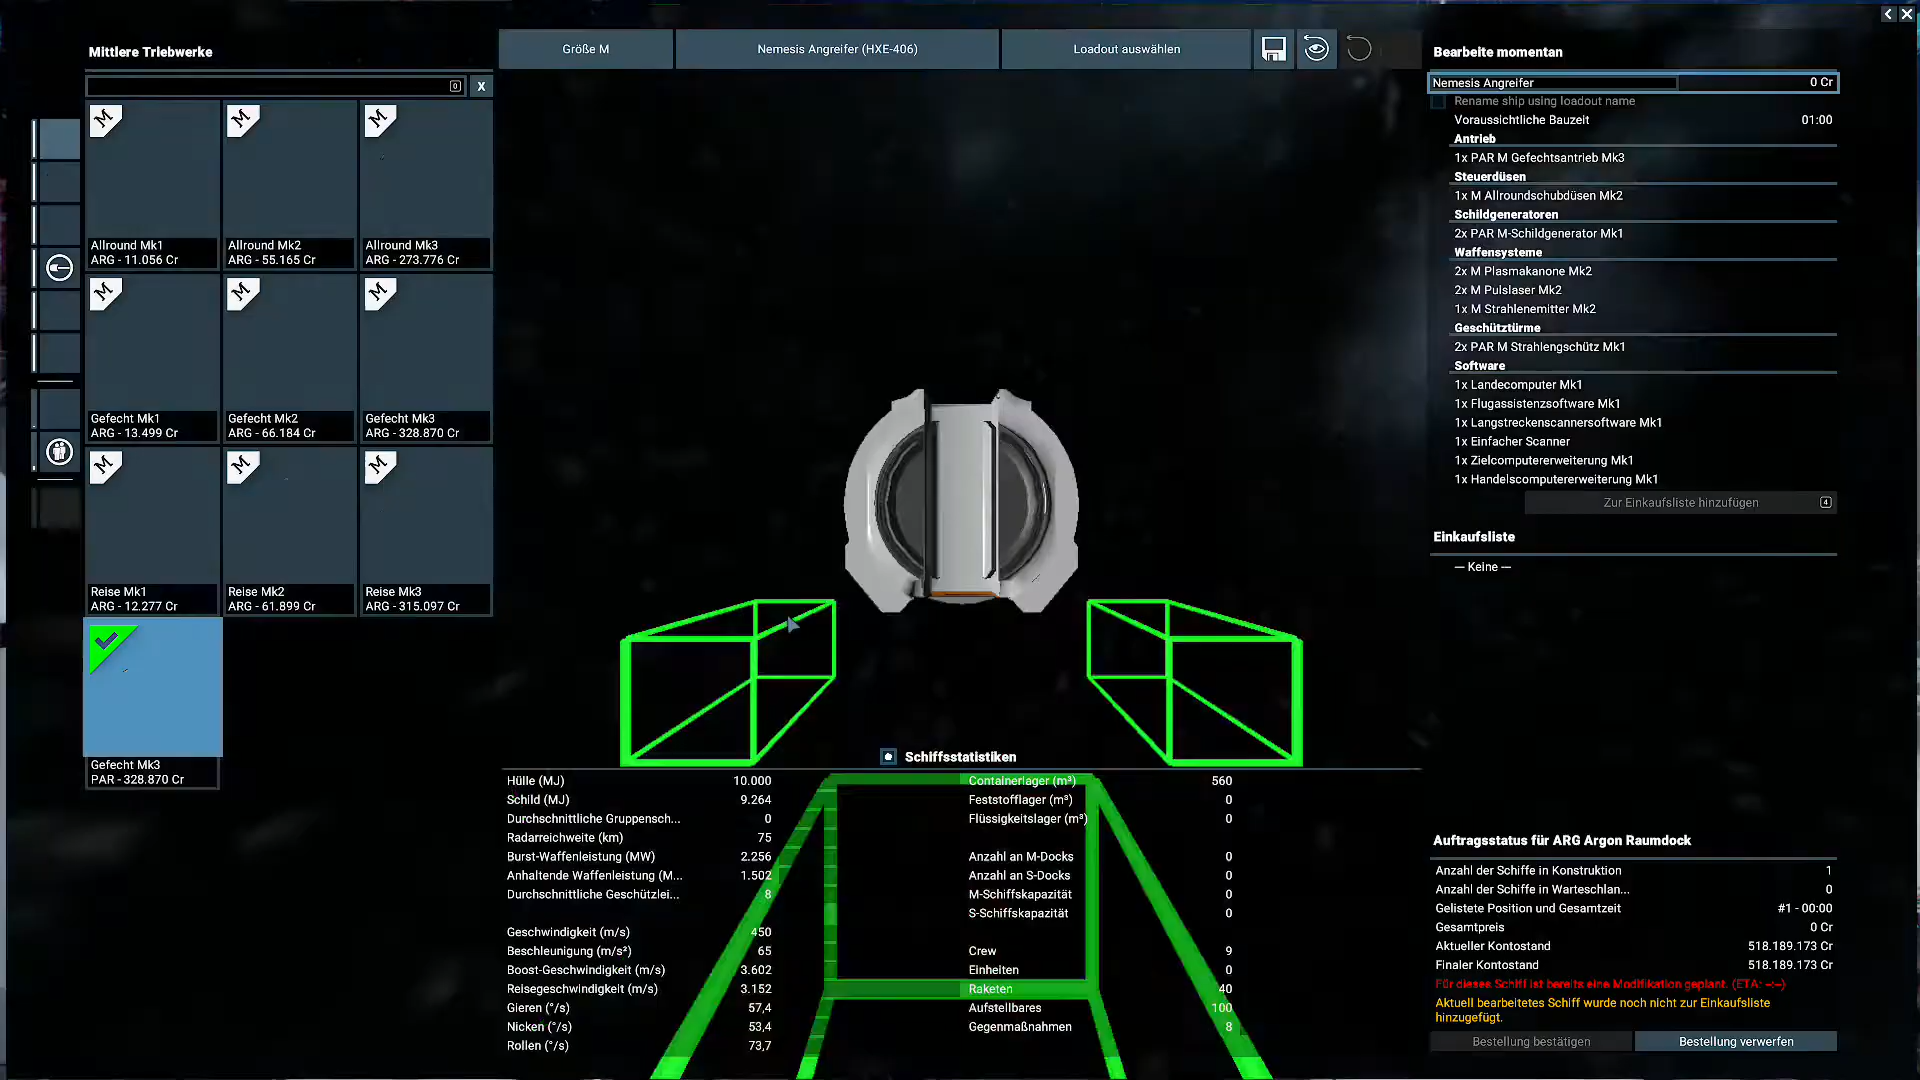 Mittlere Triebwerke
0
X
M
M
M
Allround Mk1
ARG - 11.056 Cr
Allround Mk2
ARG - 55.165 Cr
Allround Mk3
ARG - 273.776 Cr
M
M
M
Gefecht Mk1
ARG - 13.499 Cr
Gefecht Mk2
ARG - 66.184 Cr
Gefecht Mk3
ARG - 328.870 Cr
M
M
M
Reise Mk1
ARG - 12.277 Cr
Reise Mk2
ARG - 61.899 Cr
Reise Mk3
ARG - 315.097 Cr
Gefecht Mk3
PAR - 328.870 Cr
Größe M
Nemesis Angreifer (HXE-406)
Loadout auswählen
Schiffsstatistiken
Hülle (MJ) 10.000
Schild (MJ) 9.264
Durchschnittliche Gruppensch... 0
Radarreichweite (km) 75
Burst-Waffenleistung (MW) 2.256
Anhaltende Waffenleistung (M... 1.502
Durchschnittliche Geschützlei... 8
Geschwindigkeit (m/s) 450
Beschleunigung (m/s²) 65
Boost-Geschwindigkeit (m/s) 3.602
Reisegeschwindigkeit (m/s) 3.152
Gieren (°/s) 57,4
Nicken (°/s) 53,4
Rollen (°/s) 73,7
Containerlager (m³) 560
Feststofflager (m³) 0
Flüssigkeitslager (m³) 0
Anzahl an M-Docks 0
Anzahl an S-Docks 0
M-Schiffskapazität 0
S-Schiffskapazität 0
Crew 9
Einheiten 0
Raketen 40
Aufstellbares 100
Gegenmaßnahmen 8
Bearbeite momentan
Nemesis Angreifer 0 Cr
Rename ship using loadout name
Voraussichtliche Bauzeit 01:00
Antrieb
1x PAR M Gefechtsantrieb Mk3
Steuerdüsen
1x M Allroundschubdüsen Mk2
Schildgeneratoren
2x PAR M-Schildgenerator Mk1
Waffensysteme
2x M Plasmakanone Mk2
2x M Pulslaser Mk2
1x M Strahlenemitter Mk2
Geschütztürme
2x PAR M Strahlengschütz Mk1
Software
1x Landecomputer Mk1
1x Flugassistenzsoftware Mk1
1x Langstreckenscannersoftware Mk1
1x Einfacher Scanner
1x Zielcomputererweiterung Mk1
1x Handelscomputererweiterung Mk1
Zur Einkaufsliste hinzufügen 4
Einkaufsliste
— Keine —
Auftragsstatus für ARG Argon Raumdock
Anzahl der Schiffe in Konstruktion 1
Anzahl der Schiffe in Warteschlan... 0
Gelistete Position und Gesamtzeit #1 - 00:00
Gesamtpreis 0 Cr
Aktueller Kontostand 518.189.173 Cr
Finaler Kontostand 518.189.173 Cr
Für dieses Schiff ist bereits eine Modifikation geplant. (ETA: --:--)
Aktuell bearbeitetes Schiff wurde noch nicht zur Einkaufsliste
hinzugefügt.
Bestellung bestätigen
Bestellung verwerfen